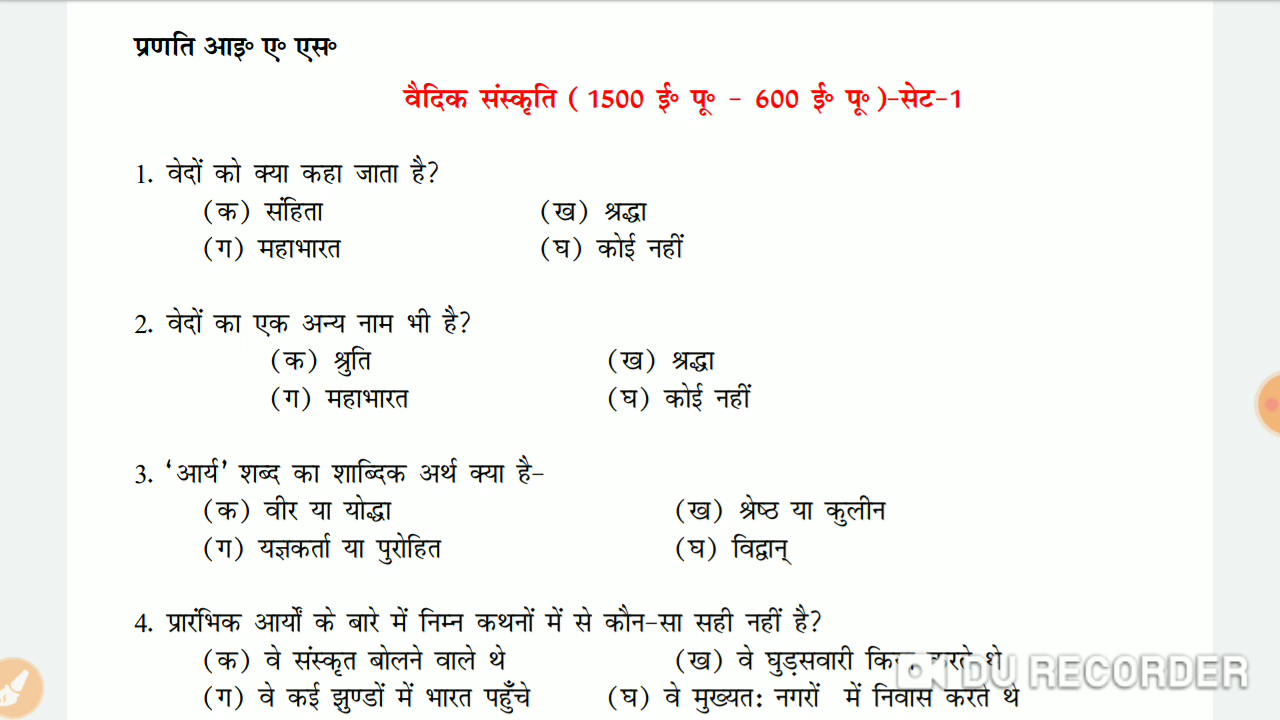 प्रणति आइ॰ ए॰ एस॰
वैदिक संस्कृति ( 1500 ई॰ पू॰ - 600 ई॰ पू॰ )-सेट-1
1. वेदों को क्या कहा जाता है?
(क) संहिता (ख) श्रद्धा
(ग) महाभारत (घ) कोई नहीं
2. वेदों का एक अन्य नाम भी है?
(क) श्रुति (ख) श्रद्धा
(ग) महाभारत (घ) कोई नहीं
3. 'आर्य' शब्द का शाब्दिक अर्थ क्या है-
(क) वीर या योद्धा (ख) श्रेष्ठ या कुलीन
(ग) यज्ञकर्ता या पुरोहित (घ) विद्वान्
4. प्रारंभिक आर्यों के बारे में निम्न कथनों में से कौन-सा सही नहीं है?
(क) वे संस्कृत बोलने वाले थे (ख) वे घुड़सवारी किया करते थे
(ग) वे कई झुण्डों में भारत पहुँचे (घ) वे मुख्यत: नगरों में निवास करते थे
DU RECORDER